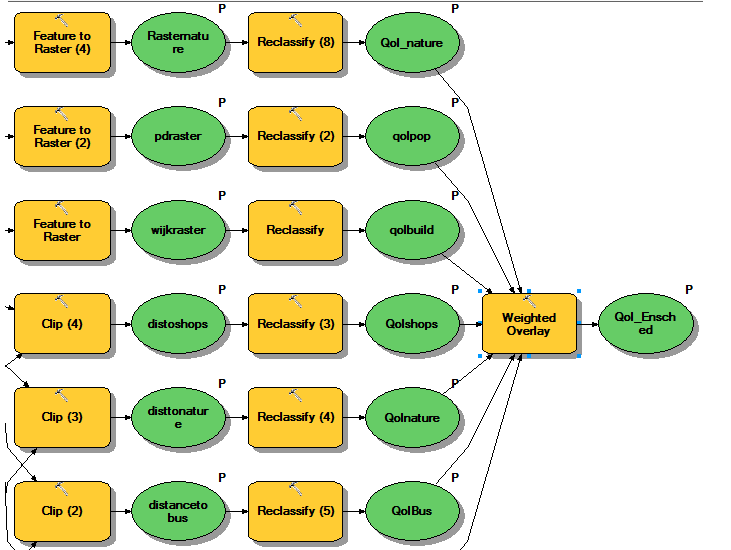 P P P
Feature to
Raster (4)
Rasternatu
re
Reclassify (8)
Qol_nature
P P P
Feature to
Raster (2)
pdraster
Reclassify (2)
qolpop
P P P
Feature to
Raster
wijkraster
Reclassify
qolbuild
P P P P
Clip (4)
distoshops
Reclassify (3)
Qolshops
Weighted
Overlay
Qol_Ensch
ed
P P P
Clip (3)
disttonatur
e
Reclassify (4)
Qolnature
P P P
Clip (2)
distanceto
bus
Reclassify (5)
QolBus